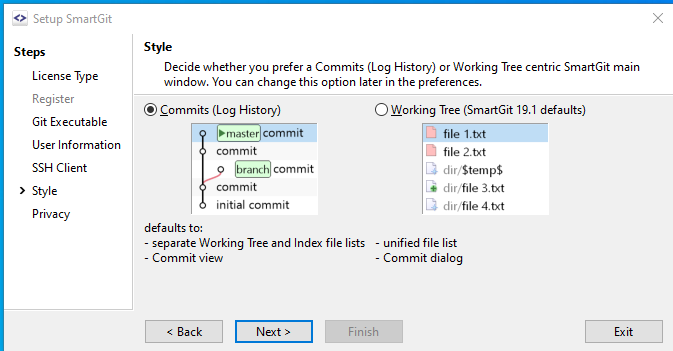 Setup SmartGit
Steps
License Type
Register
Git Executable
User Information
SSH Client
Style
Privacy
Style
Decide whether you prefer a Commits (Log History) or Working Tree centric SmartGit main
window. You can change this option later in the preferences.
Commits (Log History)
master commit
commit
branch commit
commit
initial commit
defaults to:
- separate Working Tree and Index file lists
- Commit view
Working Tree (SmartGit 19.1 defaults)
file 1.txt
file 2.txt
dir/$temp$
dir/file 3.txt
dir/file 4.txt
- unified file list
- Commit dialog
< Back
Next >
Finish
Exit